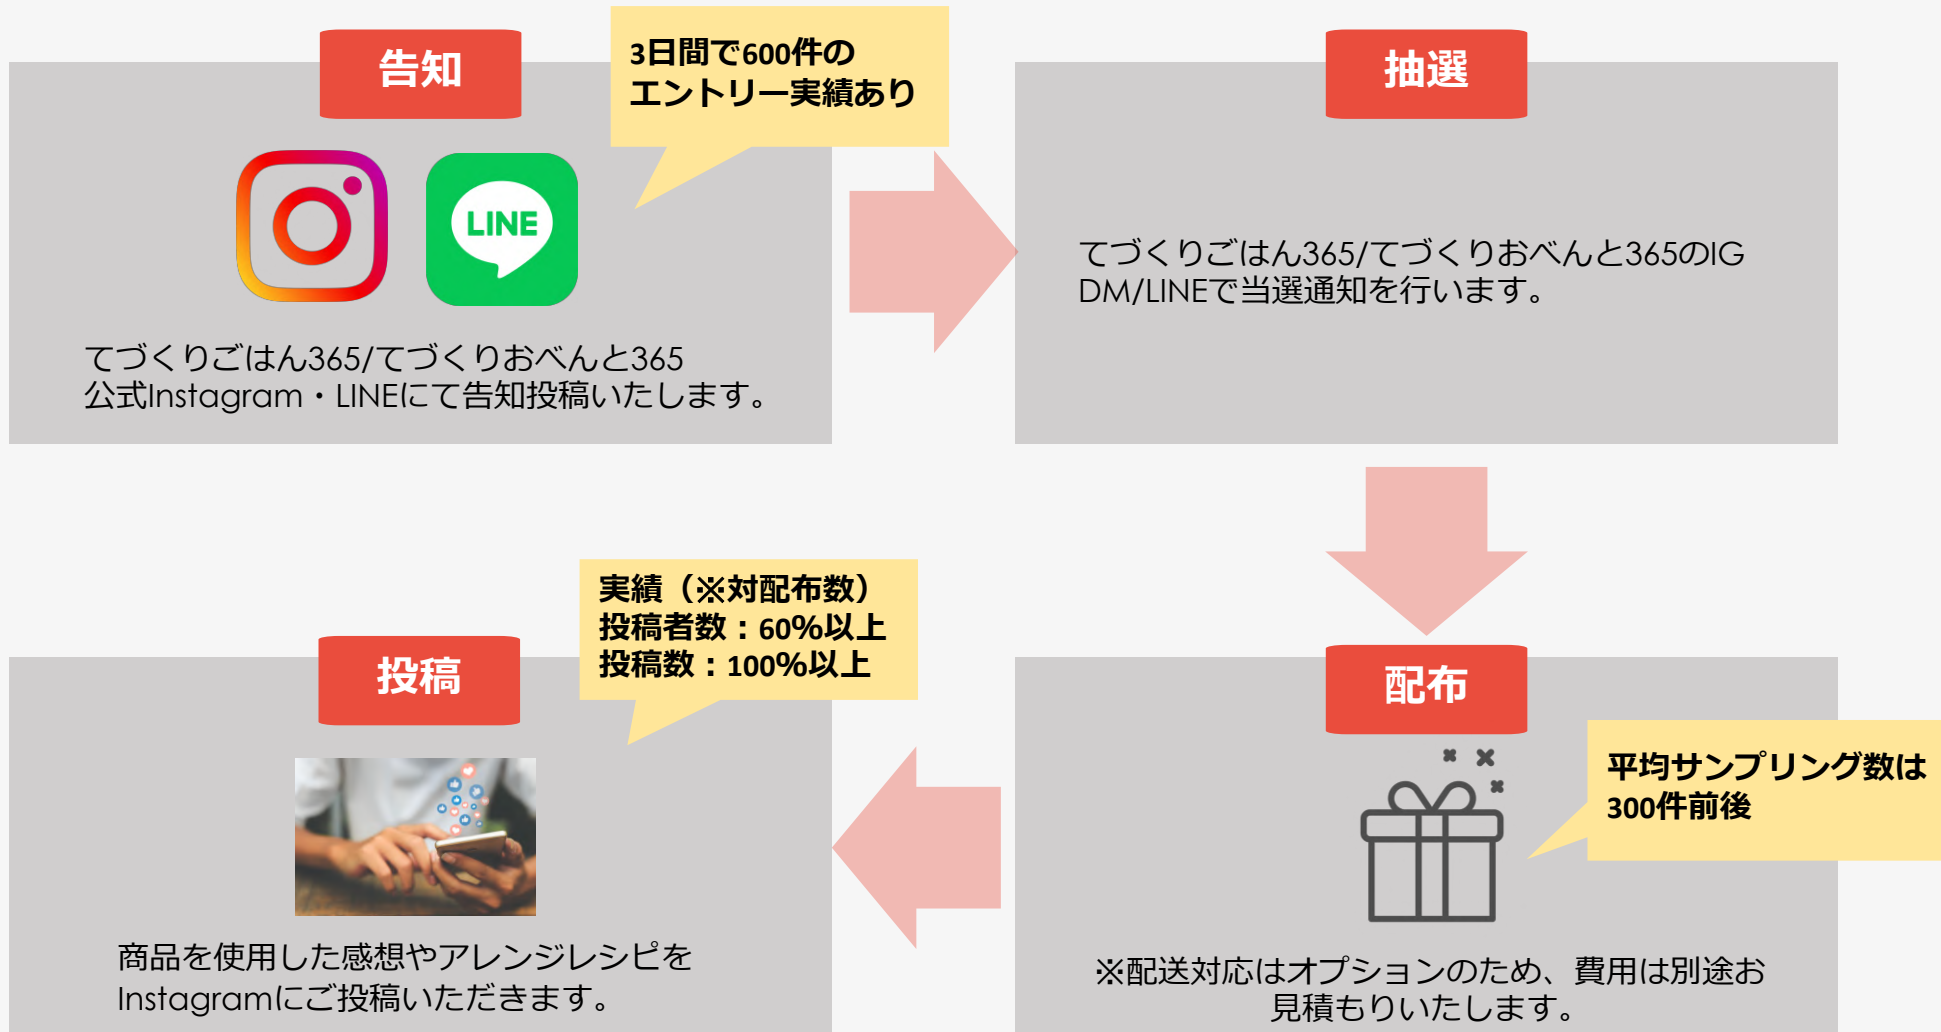 告知
3日間で600件の
エントリー実績あり
LINE
てづくりごはん365/てづくりおべんと365
公式Instagram・LINEにて告知投稿いたします。
抽選
てづくりごはん365/てづくりおべんと365のIG
DM/LINEで当選通知を行います。
配布
平均サンプリング数は
300件前後
※配送対応はオプションのため、費用は別途お
見積もりいたします。
投稿
実績（※対配布数）
投稿者数：60%以上
投稿数：100%以上
商品を使用した感想やアレンジレシピを
Instagramにご投稿いただきます。